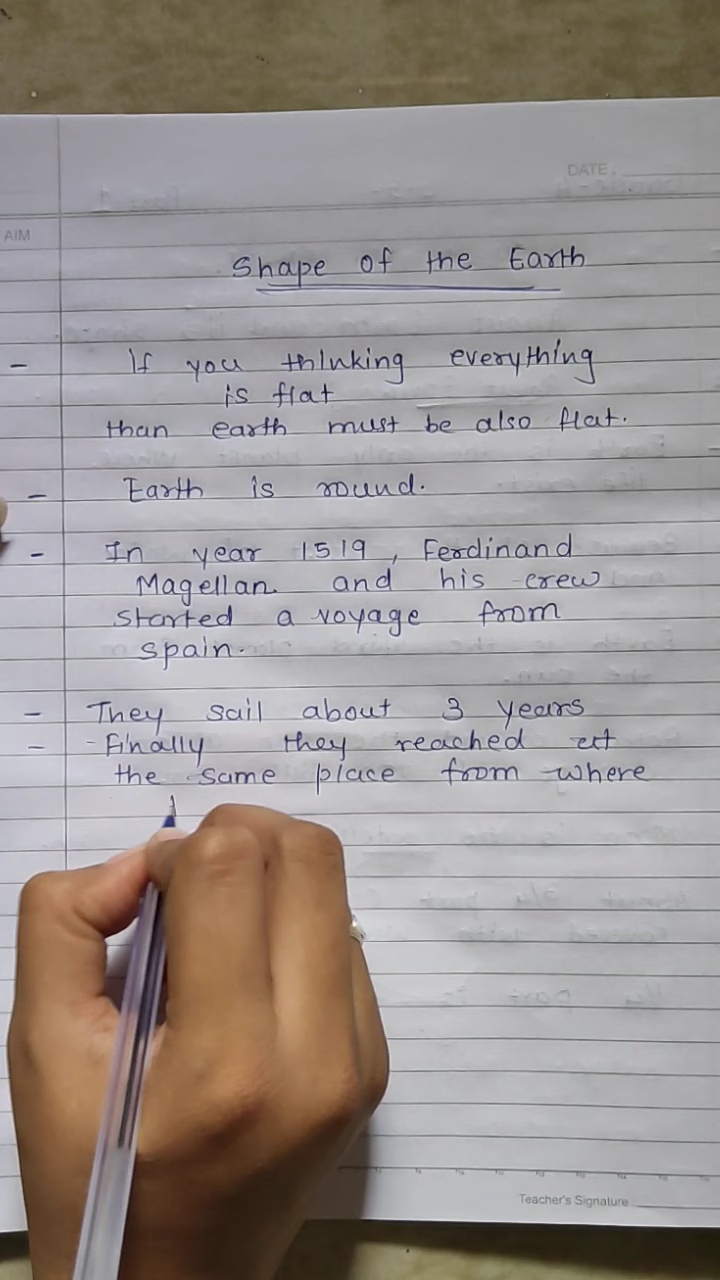 DATE :
AIM
Shape of the Earth
- If you thinking everything
is flat
than earth must be also flat.
- Earth is round.
- In year 1519, Ferdinand
Magellan and his crew
started a voyage from
spain.
- They sail about 3 years
- -Finally they reached at
the same place from where
Teacher's Signature